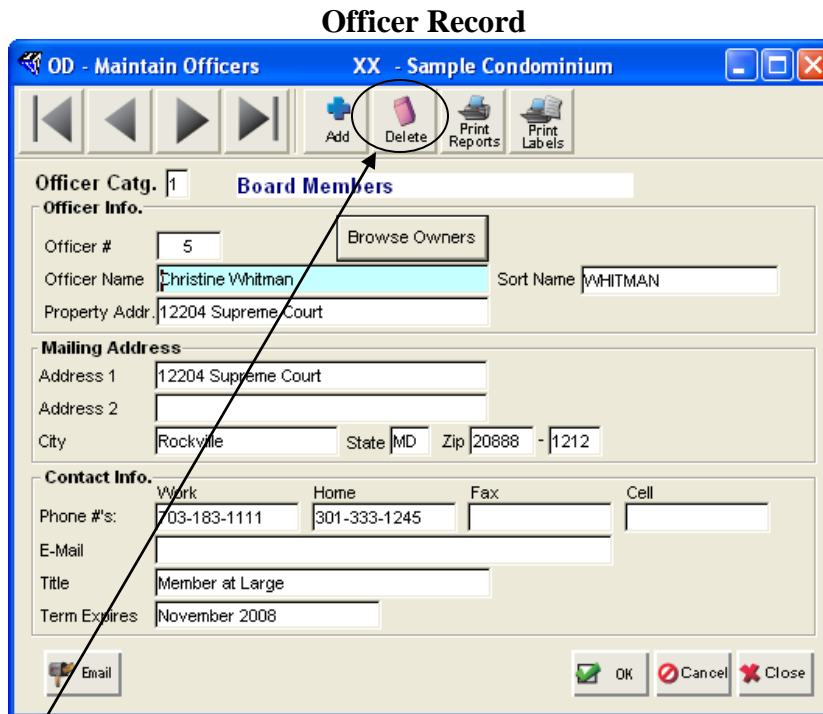 Officer Record
OD - Maintain Officers XX - Sample Condominium
Add Delete Print Reports Print Labels
Officer Catg. 1 Board Members
Officer Info.
Officer # 5 Browse Owners
Officer Name Christine Whitman Sort Name WHITMAN
Property Addr. 12204 Supreme Court
Mailing Address
Address 1 12204 Supreme Court
Address 2
City Rockville State MD Zip 20888 - 1212
Contact Info.
Work Home Fax Cell
Phone #'s: 703-183-1111 301-333-1245
E-Mail
Title Member at Large
Term Expires November 2008
Email OK Cancel Close